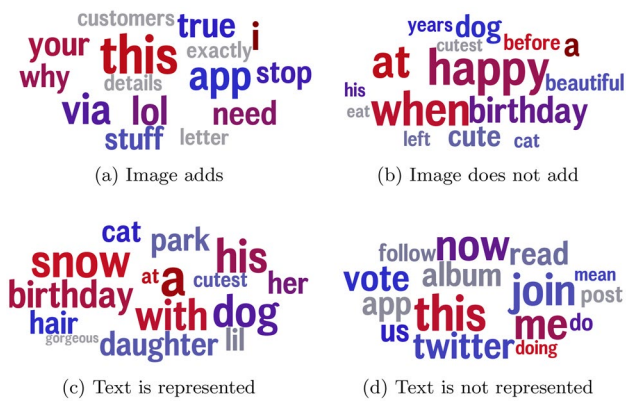 customers true
your this exactly i
why details app stop
via lol need
stuff letter
(a) Image adds
years dog
cutest before a
at happy beautiful
his
eat when birthday
left cute cat
(b) Image does not add
cat park his
snow at a cutest her
birthday with dog
hair
gorgeous daughter lil
(c) Text is represented
follow now read
vote album join mean
app this post
us me do
twitter doing
(d) Text is not represented